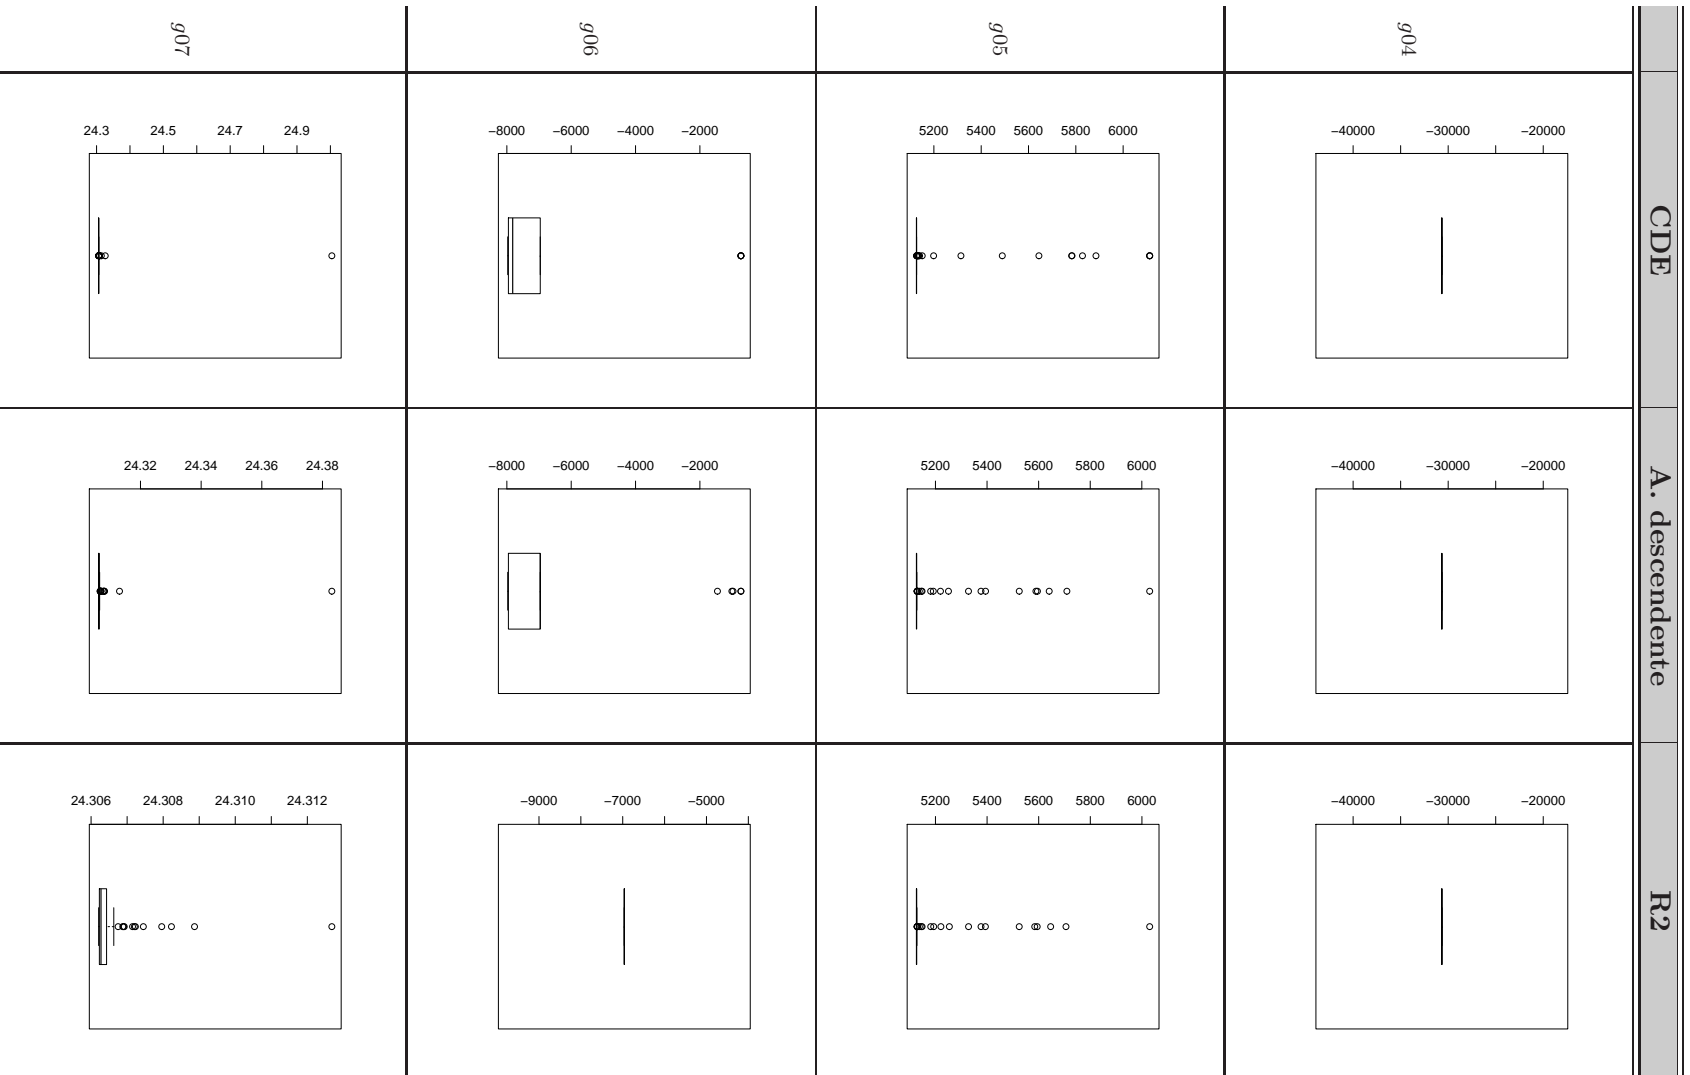 CDE
A. descendente
R2
g04
−40000 −30000 −20000
−40000 −30000 −20000
−40000 −30000 −20000
g05
5200 5400 5600 5800 6000
5200 5400 5600 5800 6000
5200 5400 5600 5800 6000
g06
−8000 −6000 −4000 −2000
−8000 −6000 −4000 −2000
−9000 −7000 −5000
g07
24.3 24.5 24.7 24.9
24.32 24.34 24.36 24.38
24.306 24.308 24.310 24.312